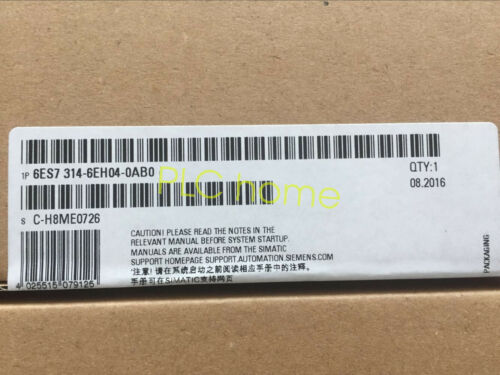 1P 6ES7 314-6EH04-0AB0
QTY:1
08.2016
PLC home
S C-H8ME0726
CAUTION! PLEASE READ THE NOTES IN THE
RELEVANT MANUAL BEFORE SYSTEM STARTUP.
MANUALS ARE AVAILABLE FROM THE SIMATIC
SUPPORT HOMEPAGE SUPPORT.AUTOMATION.SIEMENS.COM
注意! 请在系统启动之前阅读相应手册中的注释。
手册可在SIMATIC支持网页
4 025515 079125
PACKAGING